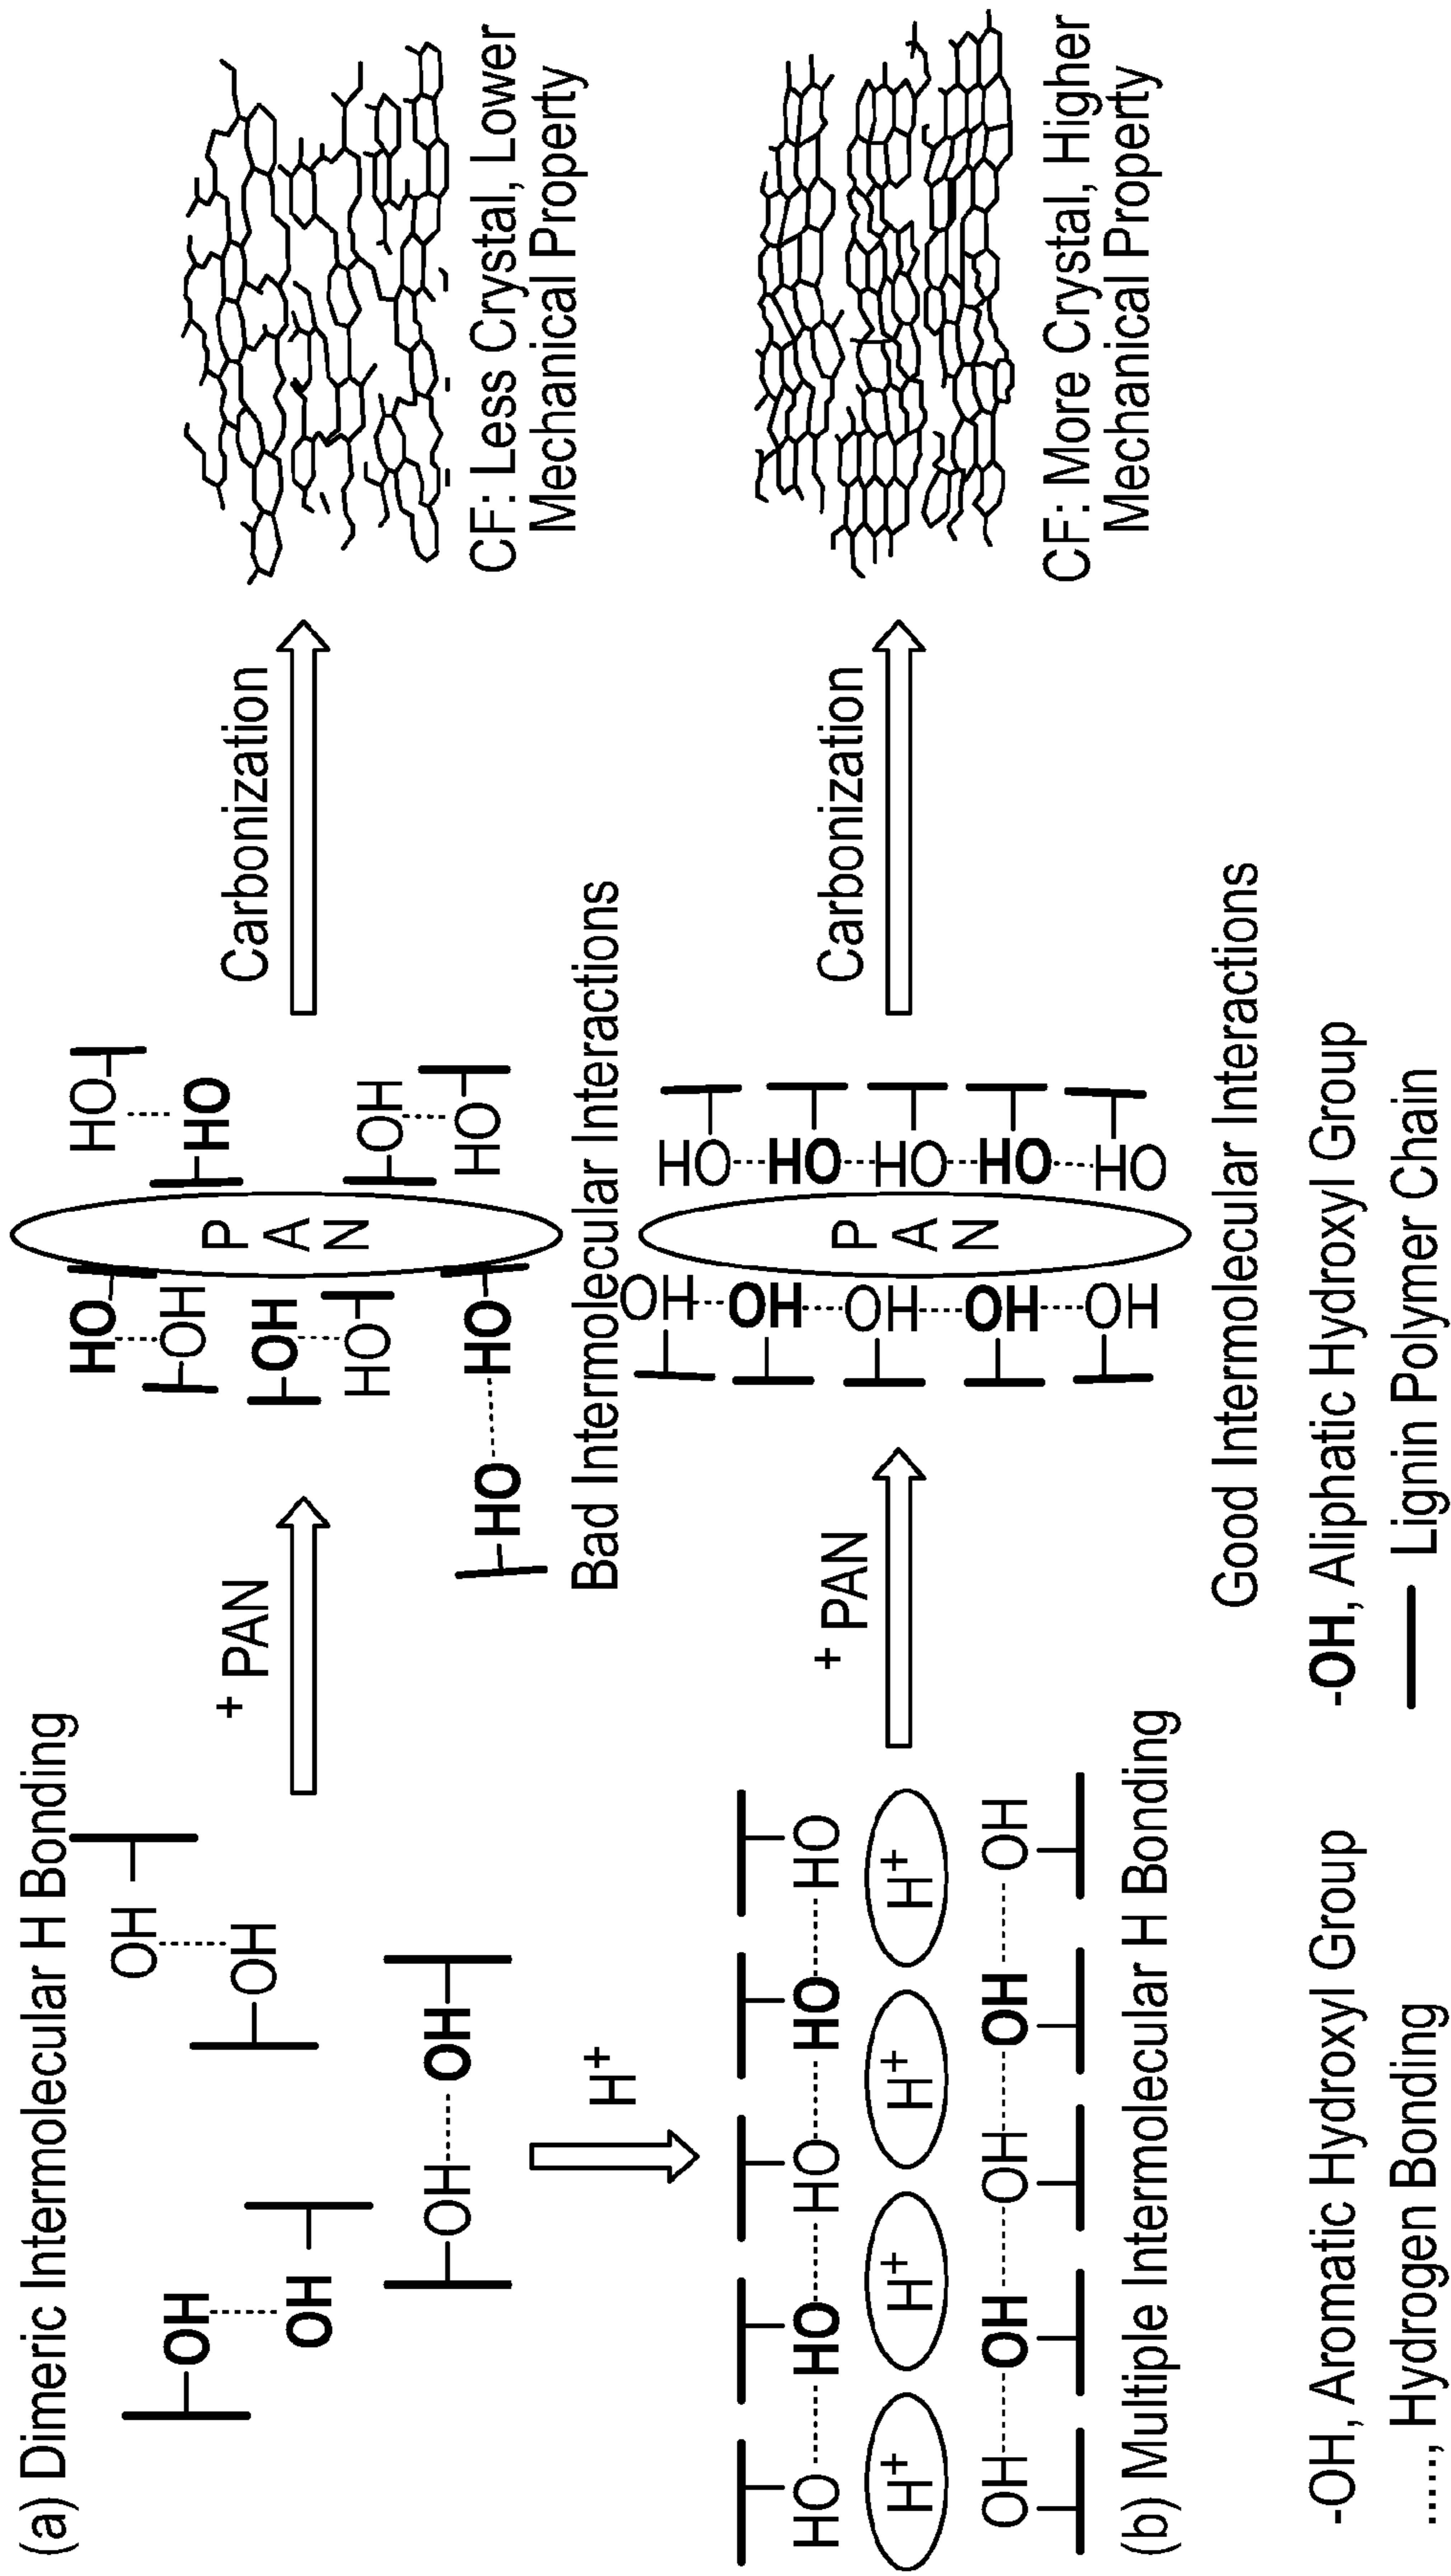 (a) Dimeric Intermolecular H Bonding
OH
OH
OH
OH
OH OH
H+
+ PAN
HO
OH
OH
HO
HO HO
P
A
N
HO
HO
OH
HO
Bad Intermolecular Interactions
Carbonization
CF: Less Crystal, Lower
Mechanical Property
HO HO HO HO HO
H+ H+ H+ H+
OH OH OH OH OH
(b) Multiple Intermolecular H Bonding
+ PAN
OH
OH
OH
OH
OH
P
A
N
HO
HO
HO
HO
HO
Good Intermolecular Interactions
Carbonization
CF: More Crystal, Higher
Mechanical Property
-OH, Aromatic Hydroxyl Group
-OH, Aliphatic Hydroxyl Group
....., Hydrogen Bonding
Lignin Polymer Chain